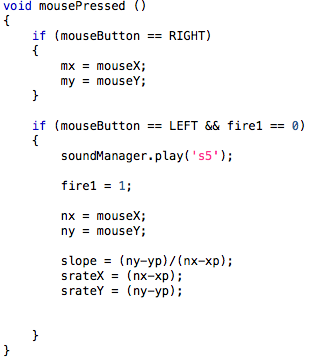 void mousePressed ()
{
    if (mouseButton == RIGHT)
    {
        mx = mouseX;
        my = mouseY;
    }

    if (mouseButton == LEFT && fire1 == 0)
    {
        soundManager.play('s5');

        fire1 = 1;

        nx = mouseX;
        ny = mouseY;

        slope = (ny-yp)/(nx-xp);
        srateX = (nx-xp);
        srateY = (ny-yp);


    }
}